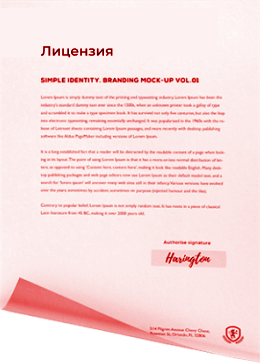 Лицензия
SIMPLE IDENTITY. BRANDING MOCK-UP VOL.01
Lorem Ipsum is simply dummy text of the printing and typesetting industry. Lorem Ipsum has been the
industry's standard dummy text ever since the 1500s, when an unknown printer took a galley of type
and scrambled it to make a type specimen book. It has survived not only five centuries, but also the leap
into electronic typesetting, remaining essentially unchanged. It was popularised in the 1960s with the re-
lease of Letraset sheets containing Lorem Ipsum passages, and more recently with desktop publishing
software like Aldus PageMaker including versions of Lorem Ipsum.
It is a long established fact that a reader will be distracted by the readable content of a page when look-
ing at its layout. The point of using Lorem Ipsum is that it has a more-or-less normal distribution of let-
ters, as opposed to using 'Content here, content here', making it look like readable English. Many desk-
top publishing packages and web page editors now use Lorem Ipsum as their default model text, and a
search for 'lorem ipsum' will uncover many web sites still in their infancy. Various versions have evolved
over the years, sometimes by accident, sometimes on purpose (injected humour and the like).
Contrary to popular belief, Lorem Ipsum is not simply random text. It has roots in a piece of classical
Latin literature from 45 BC, making it over 2000 years old.
Authorise signature
Harington
Orlando, FL 32806